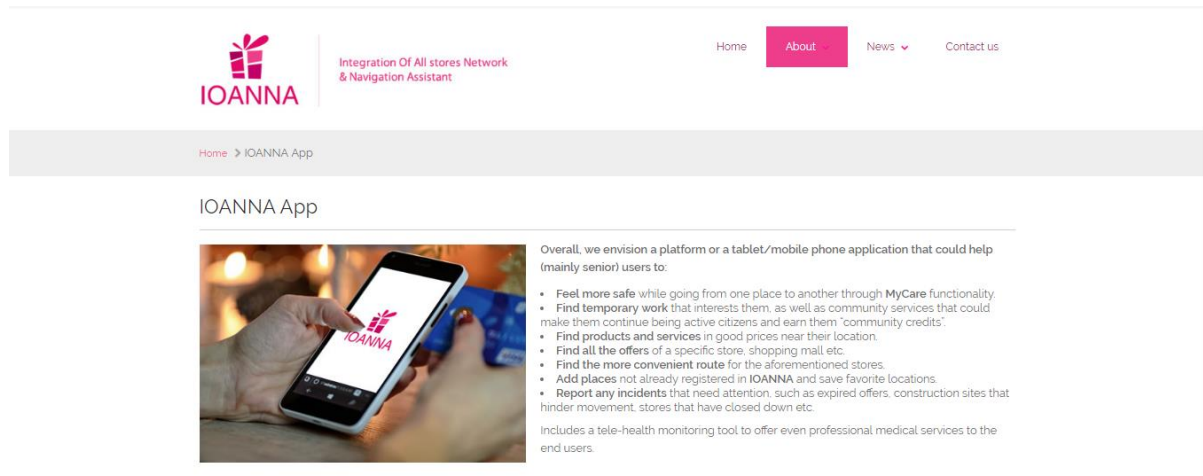 Home About News Contact us
IOANNA
Integration Of All stores Network
& Navigation Assistant
Home > IOANNA App
IOANNA App
IOANNA
Overall, we envision a platform or a tablet/mobile phone application that could help
(mainly senior) users to:
• Feel more safe while going from one place to another through MyCare functionality.
• Find temporary work that interests them, as well as community services that could
make them continue being active citizens and earn them "community credits".
• Find products and services in good prices near their location.
• Find all the offers of a specific store, shopping mall etc.
• Find the more convenient route for the aforementioned stores.
• Add places not already registered in IOANNA and save favorite locations.
• Report any incidents that need attention, such as expired offers, construction sites that
hinder movement, stores that have closed down etc.
Includes a tele-health monitoring tool to offer even professional medical services to the
end users.